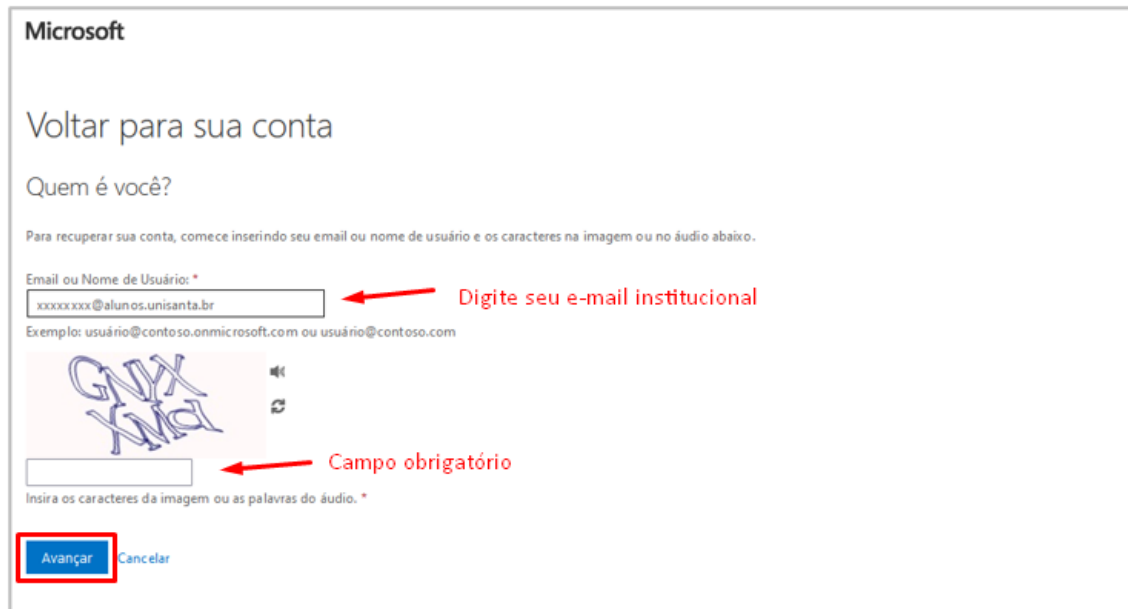 Microsoft
Voltar para sua conta
Quem é você?
Para recuperar sua conta, comece inserindo seu email ou nome de usuário e os caracteres na imagem ou no áudio abaixo.
Email ou Nome de Usuário: *
xxxxxxxx@alunos.unisanta.br
Digite seu e-mail institucional
Exemplo: usuário@contoso.onmicrosoft.com ou usuário@contoso.com
GNYX
XMd
Campo obrigatório
Insira os caracteres da imagem ou as palavras do áudio. *
Avançar Cancelar